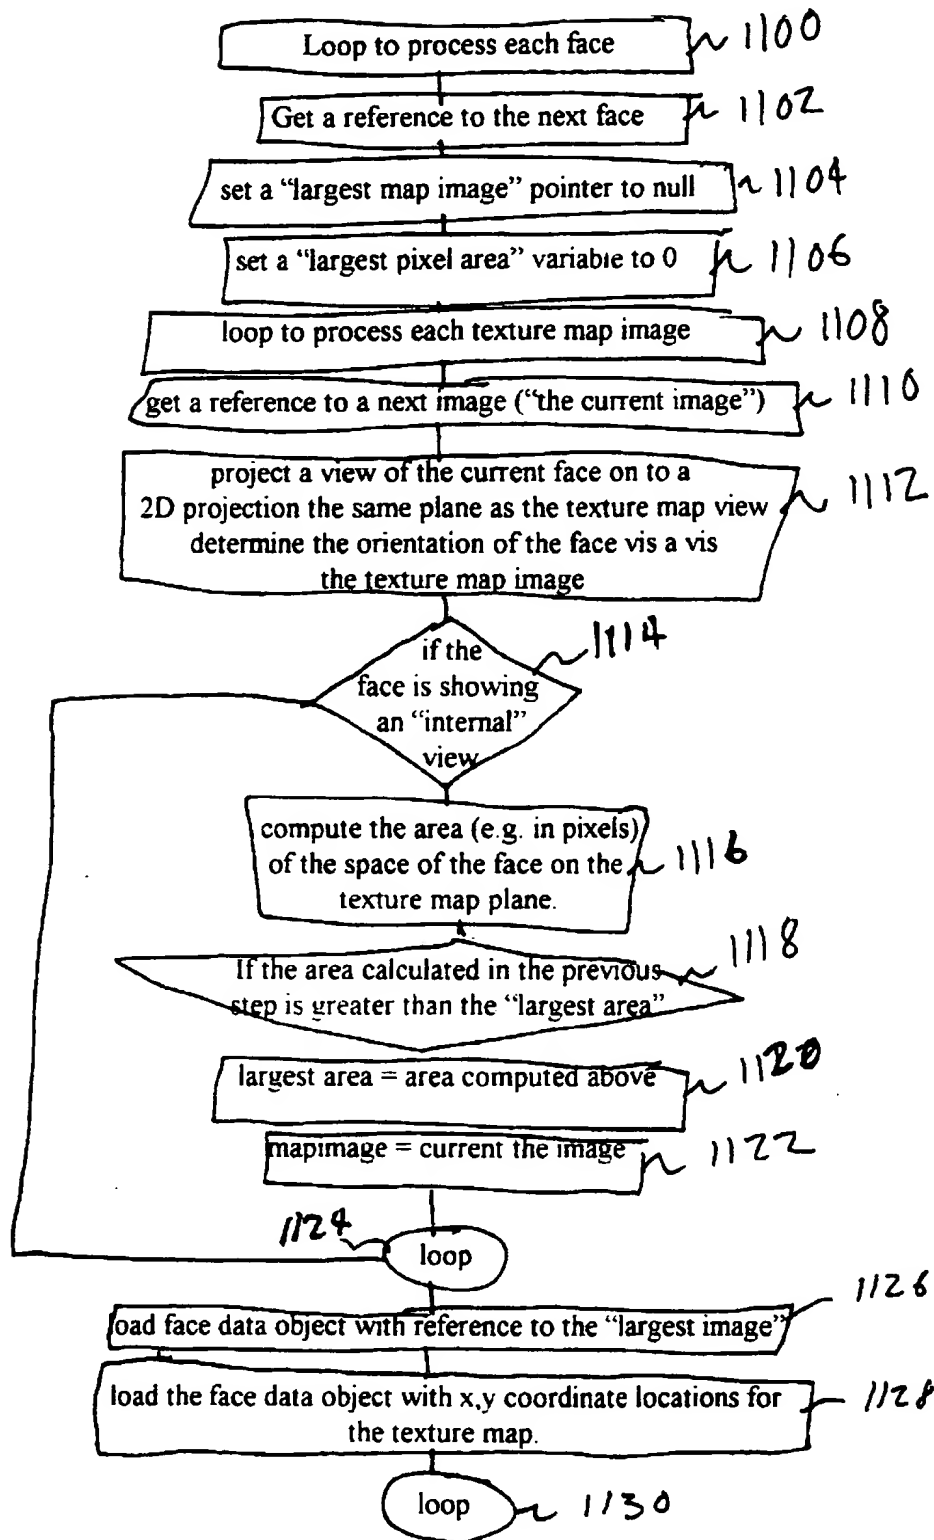 Loop to process each face 1100
Get a reference to the next face 1102
set a “largest map image” pointer to null 1104
set a “largest pixel area” variable to 0 1106
loop to process each texture map image 1108
get a reference to a next image (“the current image”) 1110
project a view of the current face on to a
2D projection the same plane as the texture map view 1112
determine the orientation of the face vis a vis
the texture map image
if the 1114
face is showing
an “internal”
view
compute the area (e.g. in pixels)
of the space of the face on the 1116
texture map plane.
If the area calculated in the previous 1118
step is greater than the “largest area”
largest area = area computed above 1120
mapimage = current the image 1122
1124
loop
oad face data object with reference to the “largest image” 1126
load the face data object with x,y coordinate locations for 1128
the texture map.
loop 1130